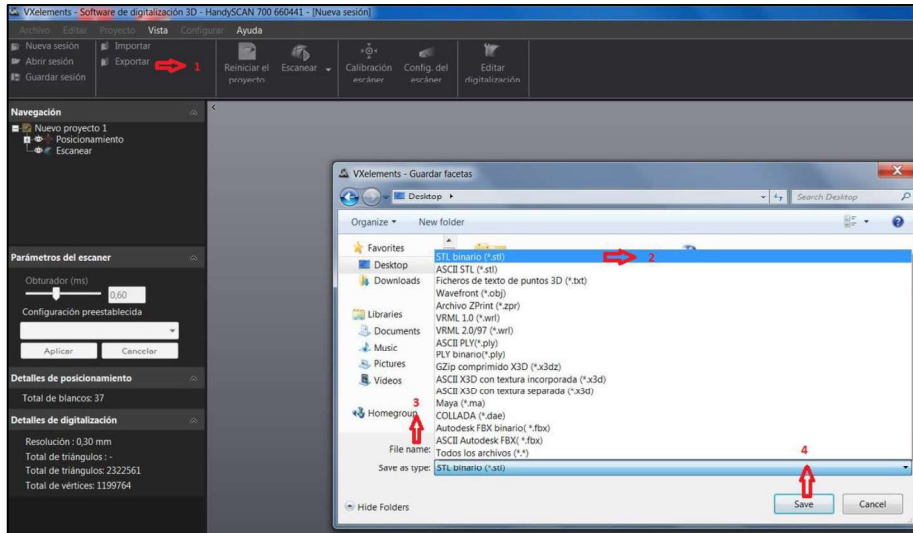 VXelements - Software de digitalización 3D - HandySCAN 700 660441 - [Nueva sesión]
Archivo Editar Proyecto Vista Configurar Ayuda
Nueva sesión
Abrir sesión
Guardar sesión
Importar
Exportar
1
Reiniciar el proyecto
Escanear
Calibración escáner
Config. del escáner
Editar digitalización
Navegación
Nuevo proyecto 1
Posicionamiento
Escanear
Parámetros del escaner
Obturador (ms)
0,60
Configuración preestablecida
Aplicar Cancelar
Detalles de posicionamiento
Total de blancos: 37
Detalles de digitalización
Resolución : 0,30 mm
Total de triángulos : -
Total de triángulos: 2322561
Total de vértices: 1199764
VXelements - Guardar facetas
Desktop
Search Desktop
Organize New folder
Favorites
Desktop
Downloads
Libraries
Documents
Music
Pictures
Videos
Homegroup
3
STL binario (*.stl)
2
ASCII STL (*.stl)
Ficheros de texto de puntos 3D (*.txt)
Wavefront (*.obj)
Archivo ZPrint (*.zpr)
VRML 1.0 (*.wrl)
VRML 2.0/97 (*.wrl)
ASCII PLY(*.ply)
PLY binario(*.ply)
GZip comprimido X3D (*.x3dz)
ASCII X3D con textura incorporada (*.x3d)
ASCII X3D con textura separada (*.x3d)
Maya (*.ma)
COLLADA (*.dae)
Autodesk FBX binario( *.fbx)
ASCII Autodesk FBX( *.fbx)
Todos los archivos (*.*)
File name:
Save as type: STL binario (*.stl)
4
Hide Folders
Save Cancel